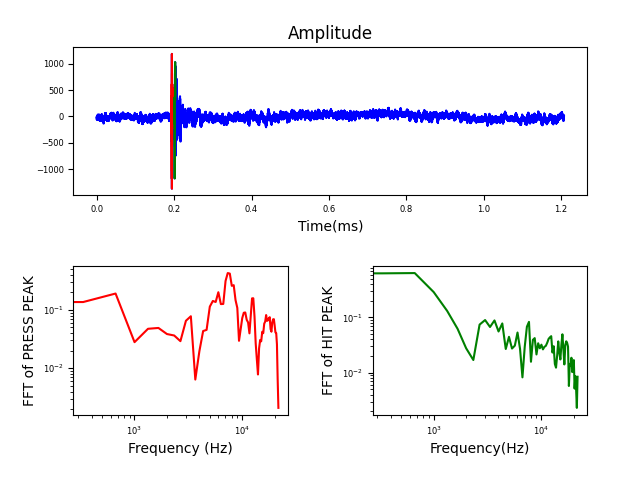 Amplitude
1000
500
0
−500
−1000
0.0 0.2 0.4 0.6 0.8 1.0 1.2
Time(ms)
FFT of PRESS PEAK
10⁻¹
10⁻²
10³ 10⁴
Frequency (Hz)
FFT of HIT PEAK
10⁻¹
10⁻²
10³ 10⁴
Frequency(Hz)